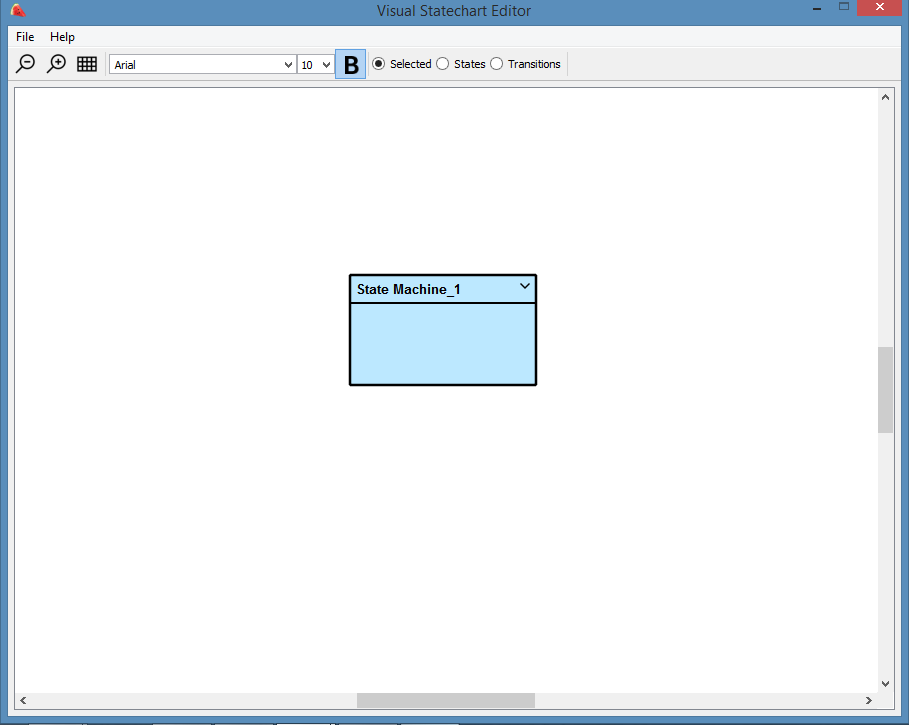 Visual Statechart Editor
File Help
Arial 10 B Selected States Transitions
State Machine_1